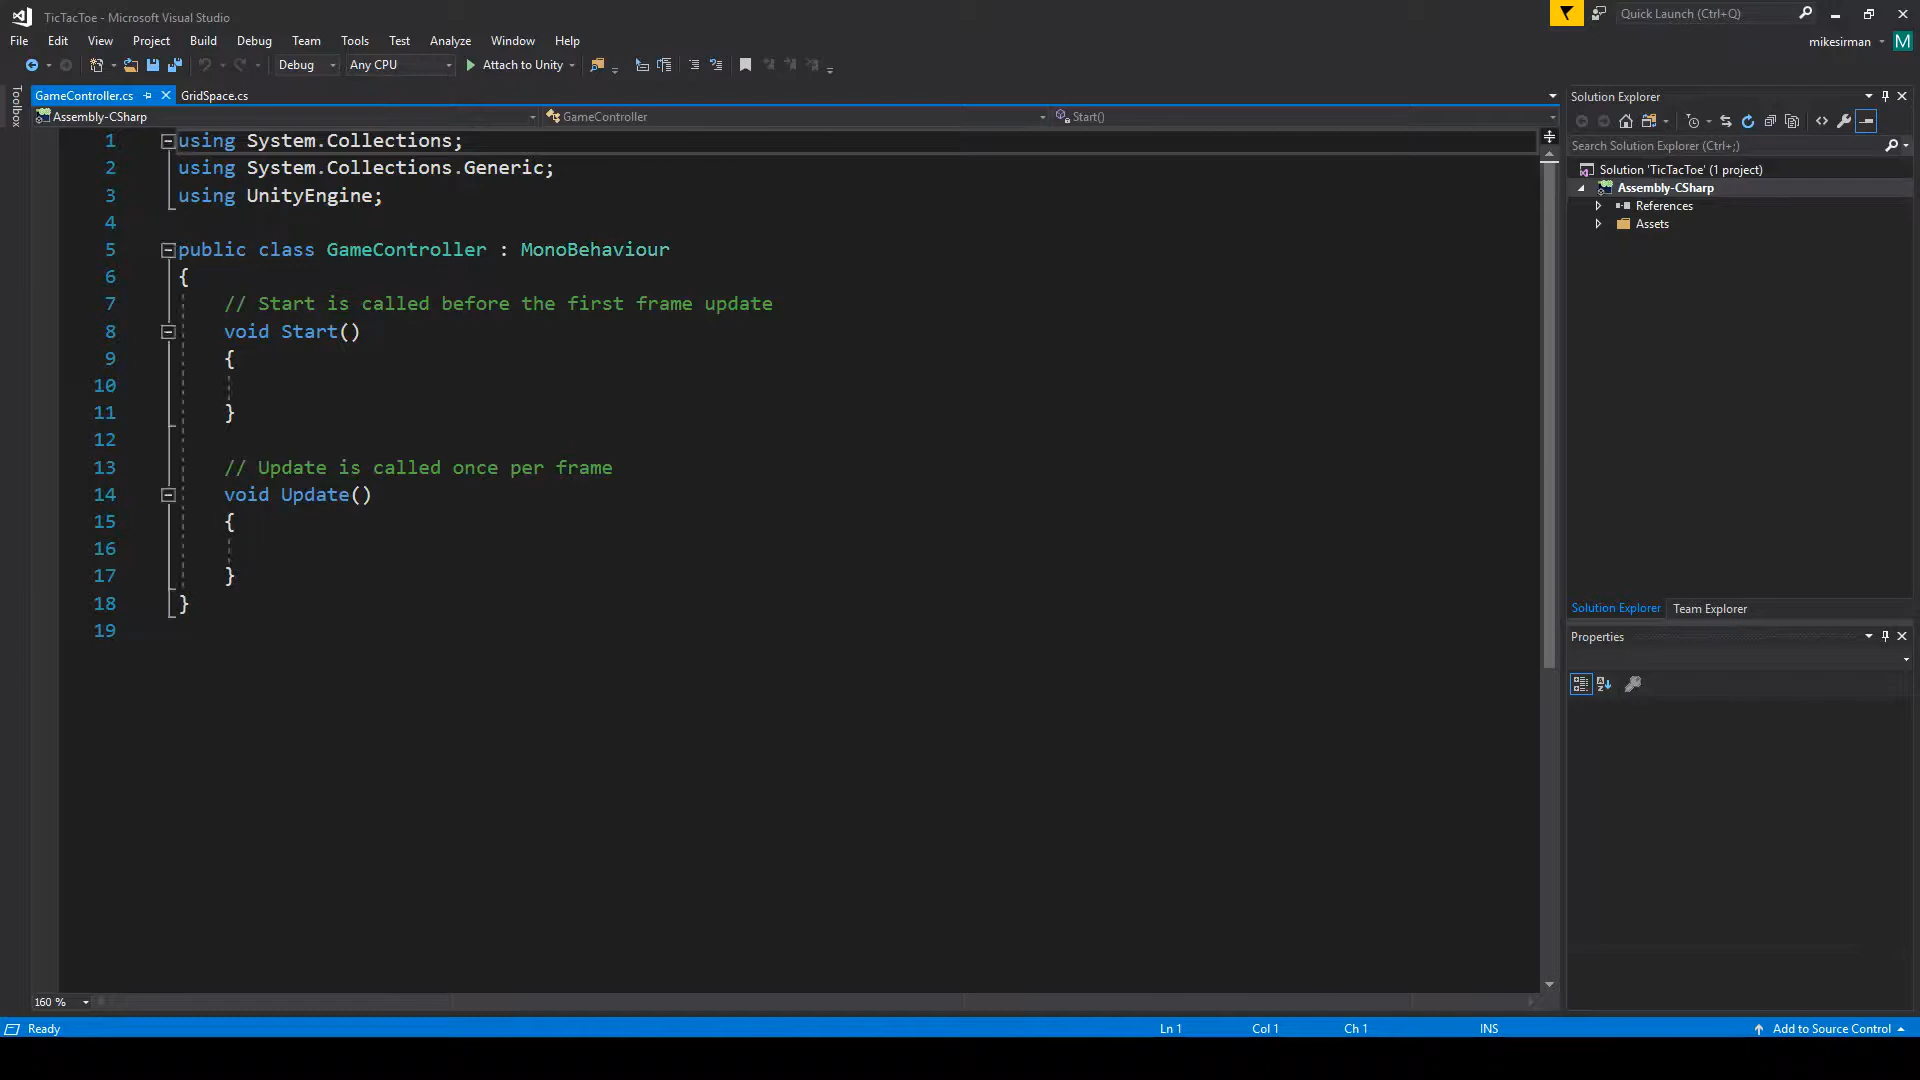 TicTacToe - Microsoft Visual Studio
Quick Launch (Ctrl+Q)
File Edit View Project Build Debug Team Tools Test Analyze Window Help
mikesirman M
Debug Any CPU Attach to Unity
Toolbox
GameController.cs GridSpace.cs
Assembly-CSharp GameController Start()
1 using System.Collections;
2 using System.Collections.Generic;
3 using UnityEngine;
4
5 public class GameController : MonoBehaviour
6 {
7 // Start is called before the first frame update
8 void Start()
9 {
10
11 }
12
13 // Update is called once per frame
14 void Update()
15 {
16
17 }
18 }
19
160 %
Solution Explorer
Search Solution Explorer (Ctrl+;)
Solution 'TicTacToe' (1 project)
Assembly-CSharp
References
Assets
Solution Explorer Team Explorer
Properties
Ready Ln 1 Col 1 Ch 1 INS Add to Source Control